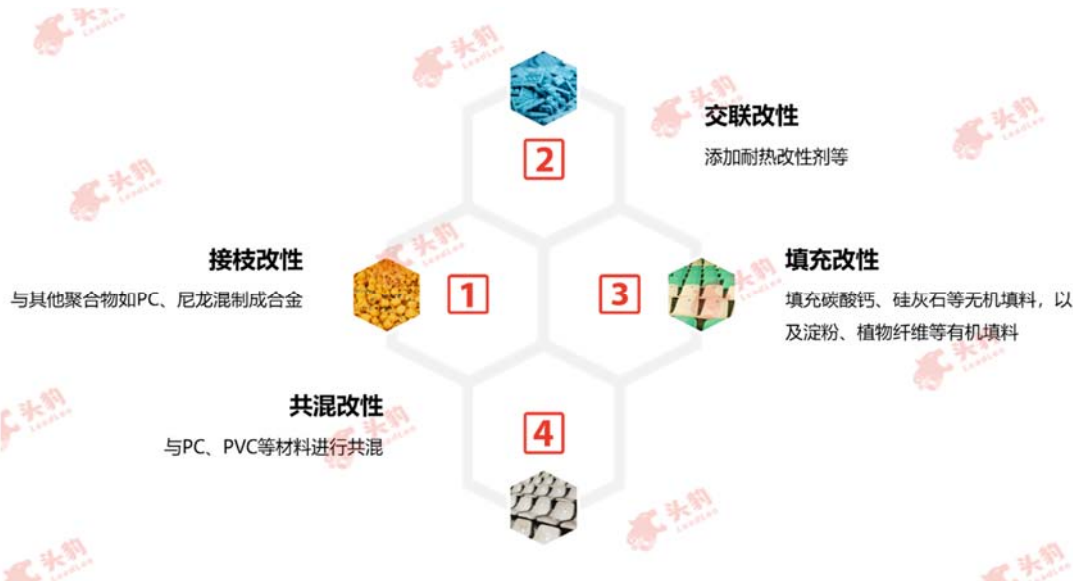 头豹
LeadLeo
2
交联改性
添加耐热改性剂等
接枝改性
与其他聚合物如PC、尼龙混制成合金
1
3
填充改性
填充碳酸钙、硅灰石等无机填料，以
及淀粉、植物纤维等有机填料
共混改性
与PC、PVC等材料进行共混
4